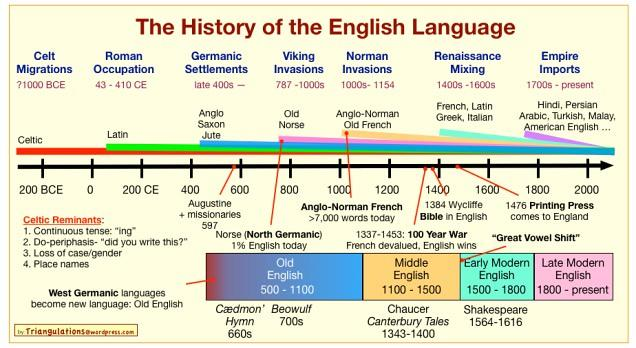 The History of the English Language
Celt
Migrations
?1000 BCE
Roman
Occupation
43 - 410 CE
Germanic
Settlements
late 400s —
Viking
Invasions
787 -1000s
Norman
Invasions
1000s- 1154
Renaissance
Mixing
1400s -1600s
Empire
Imports
1700s - present
Celtic
Latin
Anglo
Saxon
Jute
Old
Norse
Anglo-Norman
Old French
French, Latin
Greek, Italian
Hindi, Persian
Arabic, Turkish, Malay,
American English ...
200 BCE
0
200 CE
400
600
800
1000
1200
1400
1600
1800
2000
Augustine
+ missionaries
597
Norse (North Germanic)
1% English today
Anglo-Norman French
>7,000 words today
1337-1453: 100 Year War
French devalued, English wins
1384 Wycliffe
Bible in English
1476 Printing Press
comes to England
"Great Vowel Shift"
Celtic Remnants:
1. Continuous tense: "ing"
2. Do-periphasis- "did you write this?"
3. Loss of case/gender
4. Place names
West Germanic languages
become new language: Old English
Old
English
500 - 1100
Middle
English
1100 - 1500
Early Modern
English
1500 - 1800
Late Modern
English
1800 - present
Cædmon'
Hymn
660s
Beowulf
700s
Chaucer
Canterbury Tales
1343-1400
Shakespeare
1564-1616
by Triangulations@wordpress.com